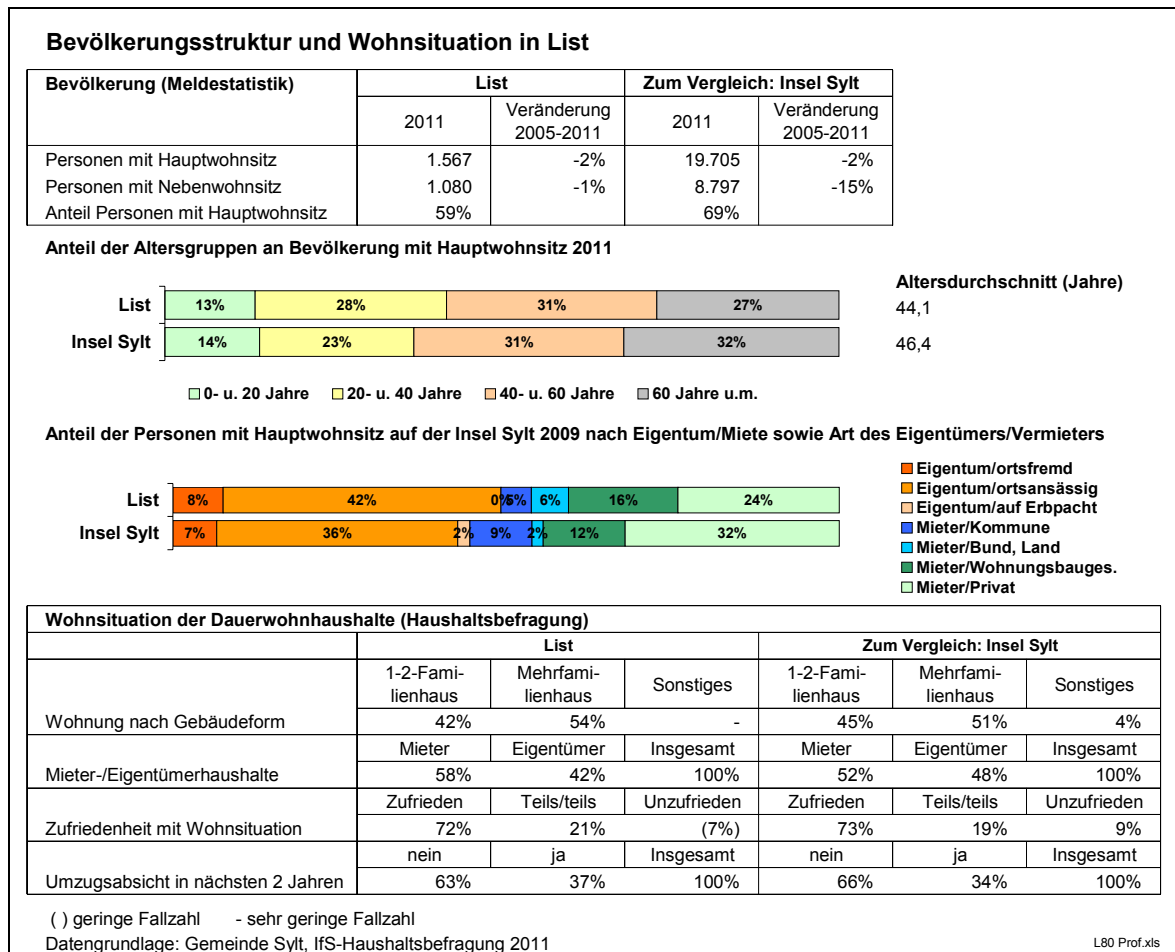 Bevölkerungsstruktur und Wohnsituation in List
Bevölkerung (Meldestatistik) List Zum Vergleich: Insel Sylt
2011 Veränderung 2005-2011 2011 Veränderung 2005-2011
Personen mit Hauptwohnsitz 1.567 -2% 19.705 -2%
Personen mit Nebenwohnsitz 1.080 -1% 8.797 -15%
Anteil Personen mit Hauptwohnsitz 59% 69%
Anteil der Altersgruppen an Bevölkerung mit Hauptwohnsitz 2011
Altersdurchschnitt (Jahre)
List 13% 28% 31% 27% 44,1
Insel Sylt 14% 23% 31% 32% 46,4
0- u. 20 Jahre 20- u. 40 Jahre 40- u. 60 Jahre 60 Jahre u.m.
Anteil der Personen mit Hauptwohnsitz auf der Insel Sylt 2009 nach Eigentum/Miete sowie Art des Eigentümers/Vermieters
List 8% 42% 0% 5% 6% 16% 24%
Insel Sylt 7% 36% 2% 9% 2% 12% 32%
Eigentum/ortsfremd
Eigentum/ortsansässig
Eigentum/auf Erbpacht
Mieter/Kommune
Mieter/Bund, Land
Mieter/Wohnungsbauges.
Mieter/Privat
Wohnsituation der Dauerwohnhaushalte (Haushaltsbefragung)
List Zum Vergleich: Insel Sylt
1-2-Fami- Mehrfami- Sonstiges 1-2-Fami- Mehrfami- Sonstiges
lienhaus lienhaus lienhaus lienhaus
Wohnung nach Gebäudeform 42% 54% - 45% 51% 4%
Mieter Eigentümer Insgesamt Mieter Eigentümer Insgesamt
Mieter-/Eigentümerhaushalte 58% 42% 100% 52% 48% 100%
Zufrieden Teils/teils Unzufrieden Zufrieden Teils/teils Unzufrieden
Zufriedenheit mit Wohnsituation 72% 21% (7%) 73% 19% 9%
nein ja Insgesamt nein ja Insgesamt
Umzugsabsicht in nächsten 2 Jahren 63% 37% 100% 66% 34% 100%
( ) geringe Fallzahl - sehr geringe Fallzahl
Datengrundlage: Gemeinde Sylt, IfS-Haushaltsbefragung 2011
L80 Prof.xls